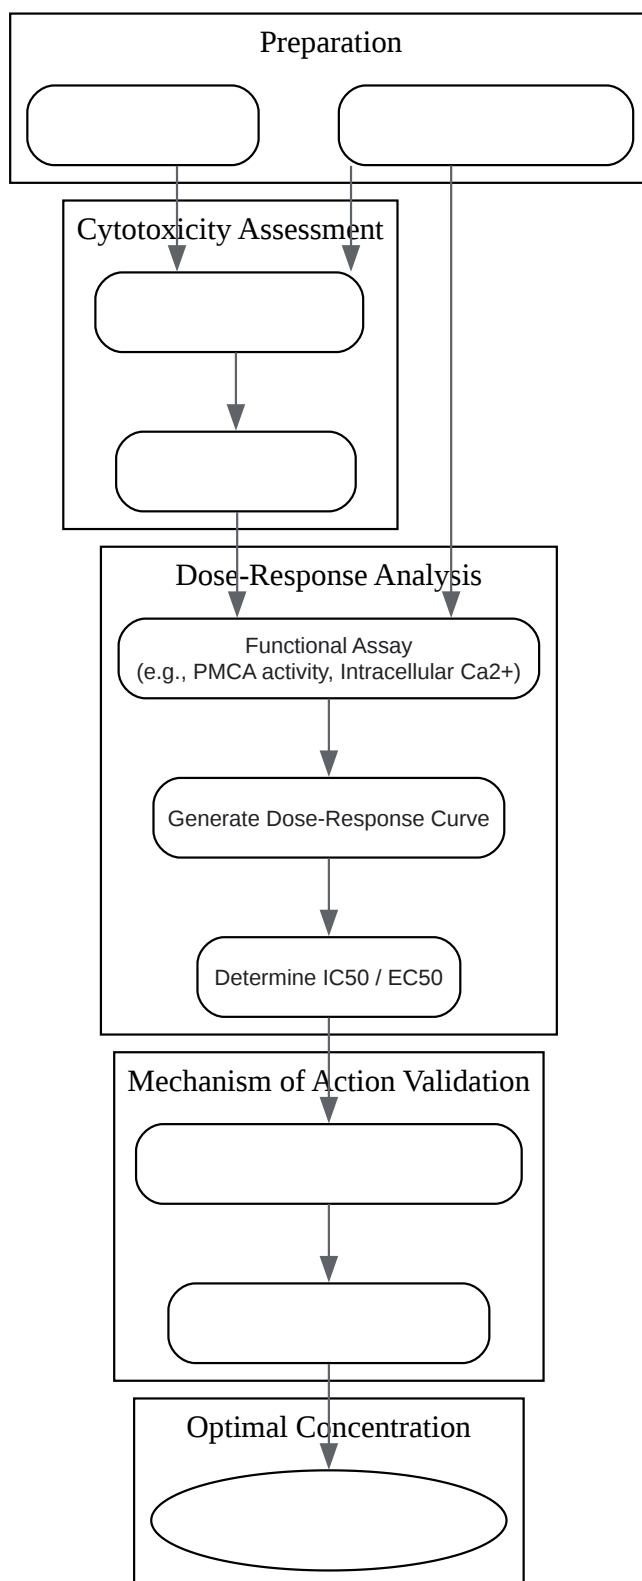 Preparation
Cytotoxicity Assessment
Dose-Response Analysis
Functional Assay
(e.g., PMCA activity, Intracellular Ca2+)
Generate Dose-Response Curve
Determine IC50 / EC50
Mechanism of Action Validation
Optimal Concentration